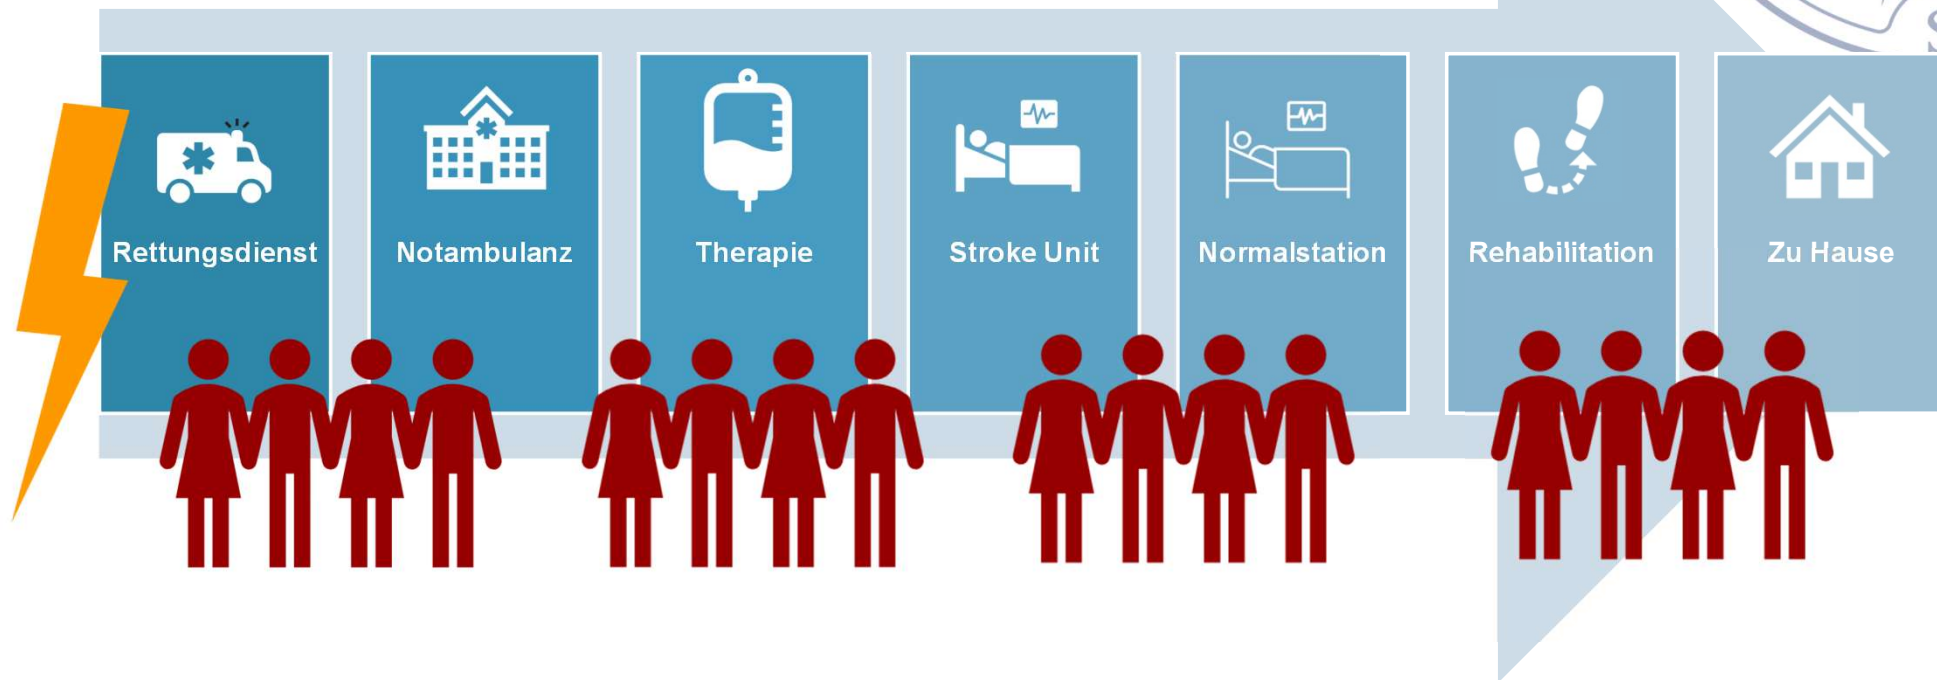 Rettungsdienst
Notambulanz
Therapie
Stroke Unit
Normalstation
Rehabilitation
Zu Hause